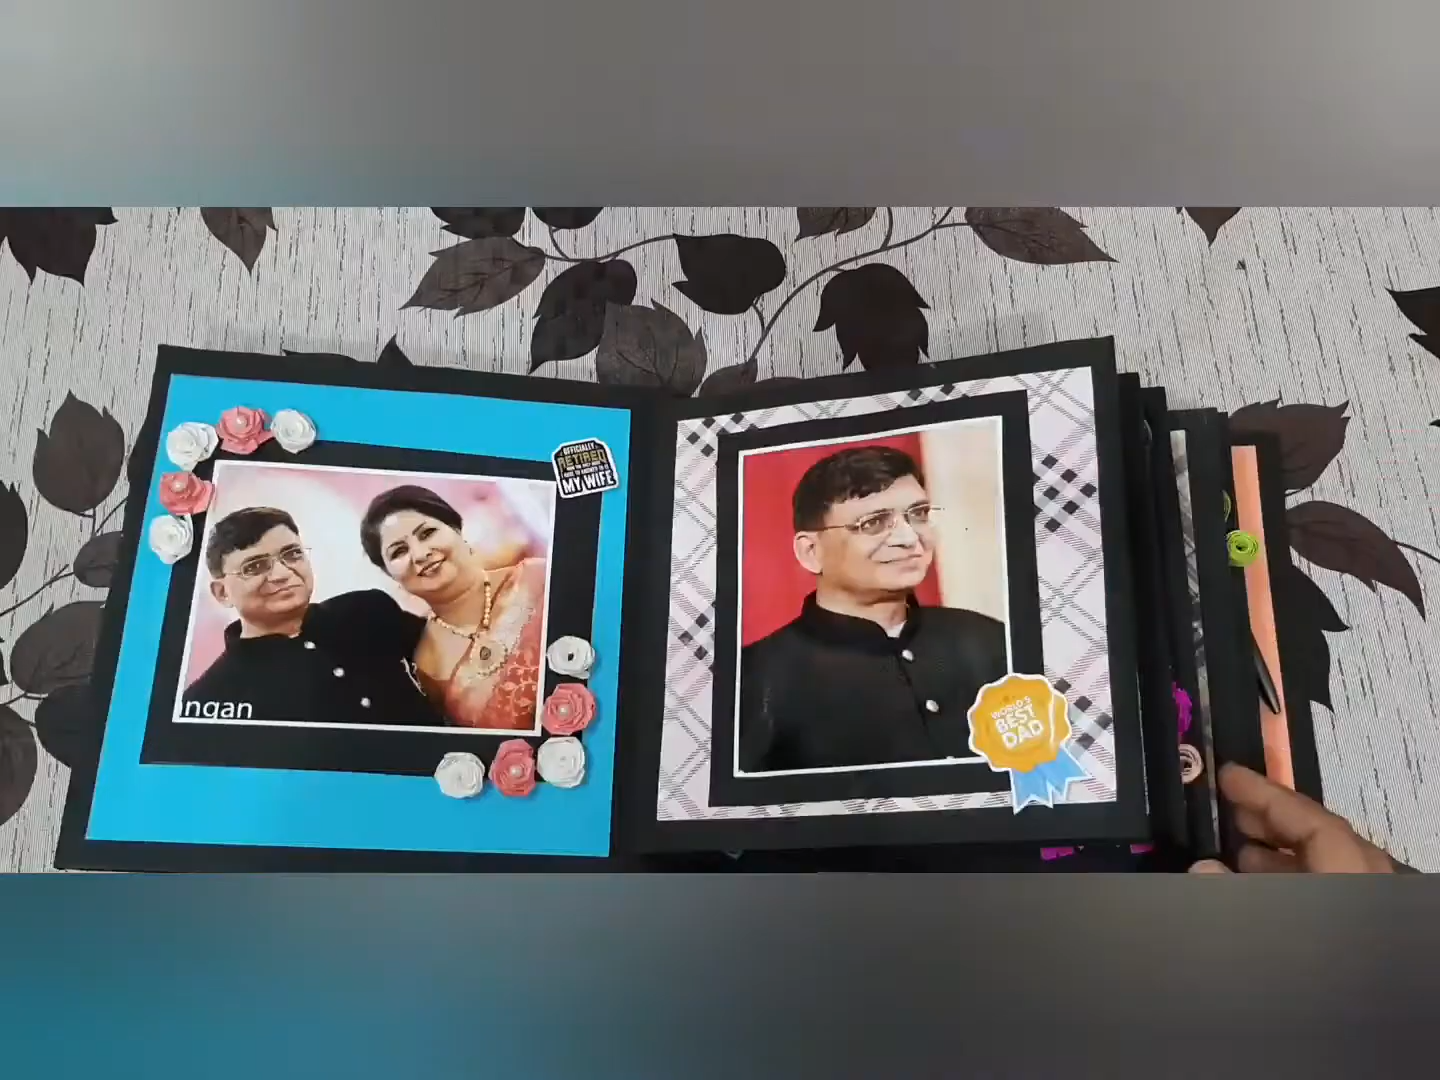 OFFICIALLY
RETIRED
MY WIFE
ngan
WORLD'S
BEST
DAD